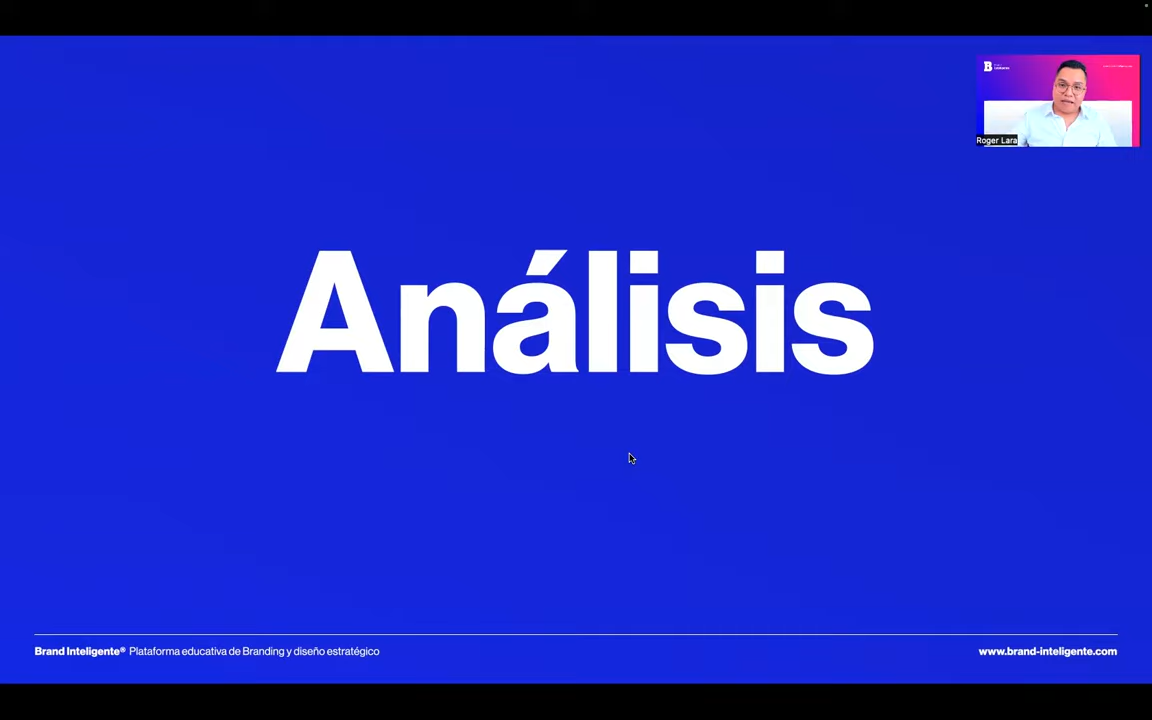 Roger Lara
Análisis
Brand Inteligente® Plataforma educativa de Branding y diseño estratégico
www.brand-inteligente.com